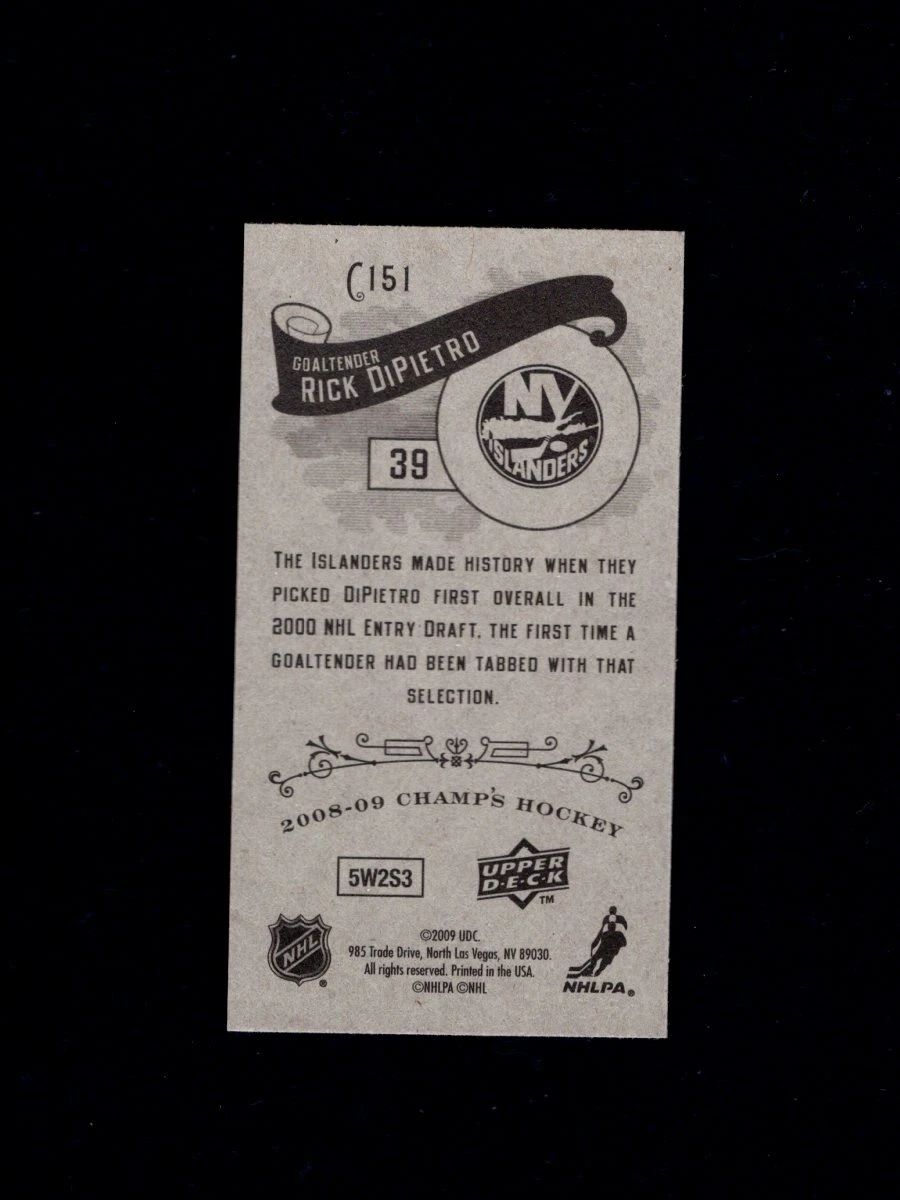 C151
GOALTENDER
RICK DIPIETRO
39
NY
ISLANDERS
THE ISLANDERS MADE HISTORY WHEN THEY
PICKED DIPIETRO FIRST OVERALL IN THE
2000 NHL ENTRY DRAFT, THE FIRST TIME A
GOALTENDER HAD BEEN TABBED WITH THAT
SELECTION.
2008-09 CHAMP'S HOCKEY
5W2S3
UPPER
D·E·C·K
TM
NHL
®
©2009 UDC.
985 Trade Drive, North Las Vegas, NV 89030.
All rights reserved. Printed in the USA.
©NHLPA ©NHL
NHLPA®